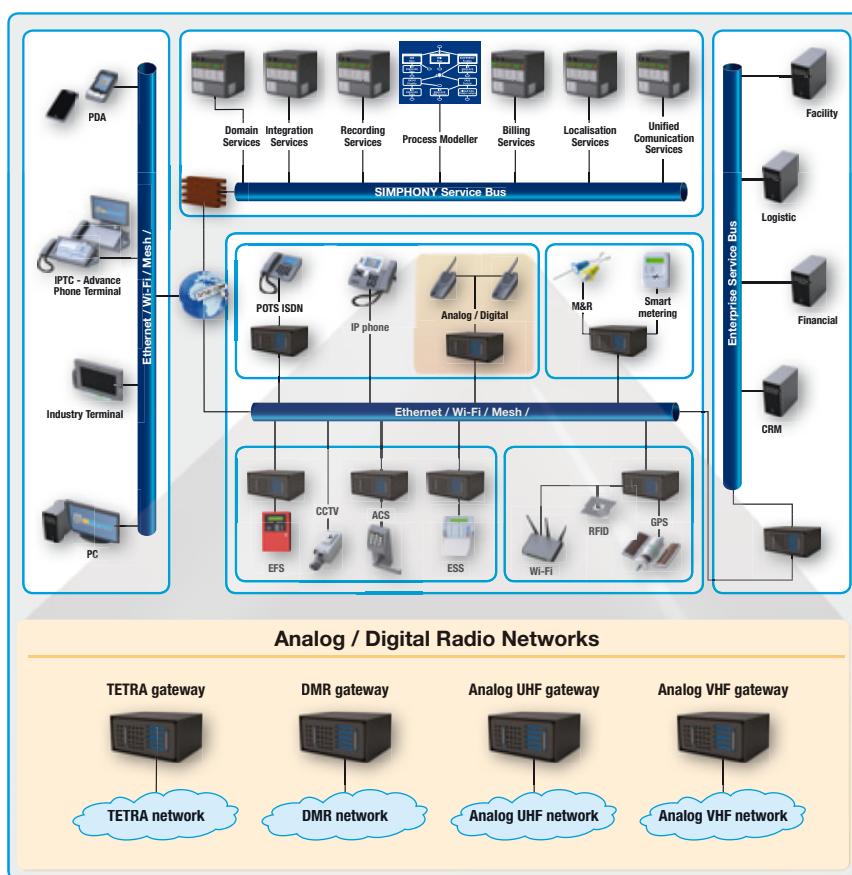 PDA
IPTC - Advance
Phone Terminal
Industry Terminal
PC
Ethernet / Wi-Fi / Mesh /
Domain
Services
Integration
Services
Recording
Services
Process Modeller
Billing
Services
Localisation
Services
Unified
Comunication
Services
SIMPHONY Service Bus
Facility
Logistic
Financial
CRM
Enterprise Service Bus
POTS ISDN
IP phone
Analog / Digital
M&R
Smart
metering
Ethernet / Wi-Fi / Mesh /
EFS
CCTV
ACS
ESS
Wi-Fi
RFID
GPS
Analog / Digital Radio Networks
TETRA gateway
DMR gateway
Analog UHF gateway
Analog VHF gateway
TETRA network
DMR network
Analog UHF network
Analog VHF network